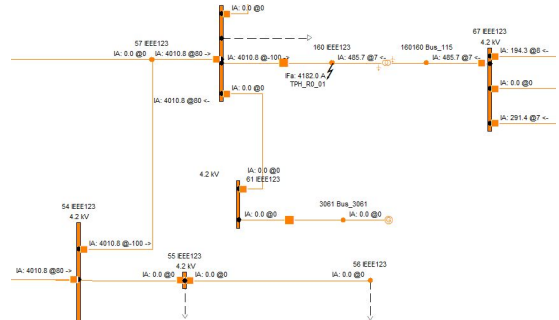 IA: 0.0 @0
57 IEEE123
IA: 0.0 @0 IA: 4010.8 @80 ->
IA: 4010.8 @-100 ->
160 IEEE123
IA: 485.7 @7 <-
160160 Bus_115
IA: 485.7 @7 <-
67 IEEE123
4.2 kV
IA: 194.3 @8 <-
IFa: 4182.0 A
TPH_R0_01
IA: 0.0 @0
IA: 0.0 @0
IA: 4010.8 @80 <-
IA: 291.4 @7 <-
IA: 0.0 @0
4.2 kV
61 IEEE123
3061 Bus_3061
IA: 0.0 @0
IA: 0.0 @0
54 IEEE123
4.2 kV
IA: 4010.8 @-100 ->
55 IEEE123
4.2 kV
56 IEEE123
IA: 4010.8 @80 ->
IA: 0.0 @0
IA: 0.0 @0
IA: 0.0 @0